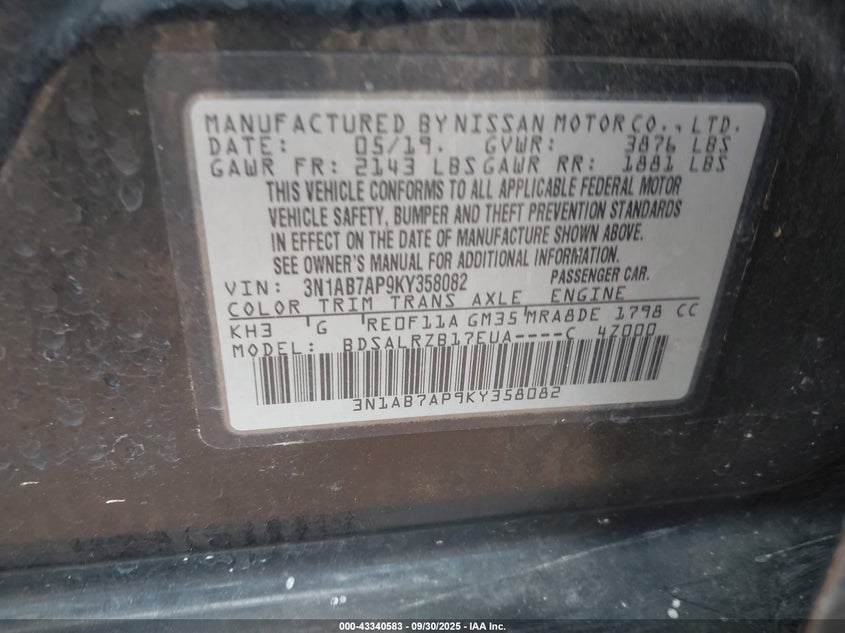 MANUFACTURED BY NISSAN MOTOR CO., LTD.
DATE: 05/19. GVWR: 3876 LBS
GAWR FR: 2143 LBS GAWR RR: 1881 LBS
THIS VEHICLE CONFORMS TO ALL APPLICABLE FEDERAL MOTOR
VEHICLE SAFETY, BUMPER AND THEFT PREVENTION STANDARDS
IN EFFECT ON THE DATE OF MANUFACTURE SHOWN ABOVE.
SEE OWNER'S MANUAL FOR ADDITIONAL INFORMATION.
VIN: 3N1AB7AP9KY358082 PASSENGER CAR.
COLOR TRIM TRANS AXLE ENGINE
KH3 G RE0F11A GM35 MRA8DE 1798 CC
MODEL: BDSALRZB17EUA----C 4Z000
3N1AB7AP9KY358082
000-43340583 - 09/30/2025 - IAA Inc.